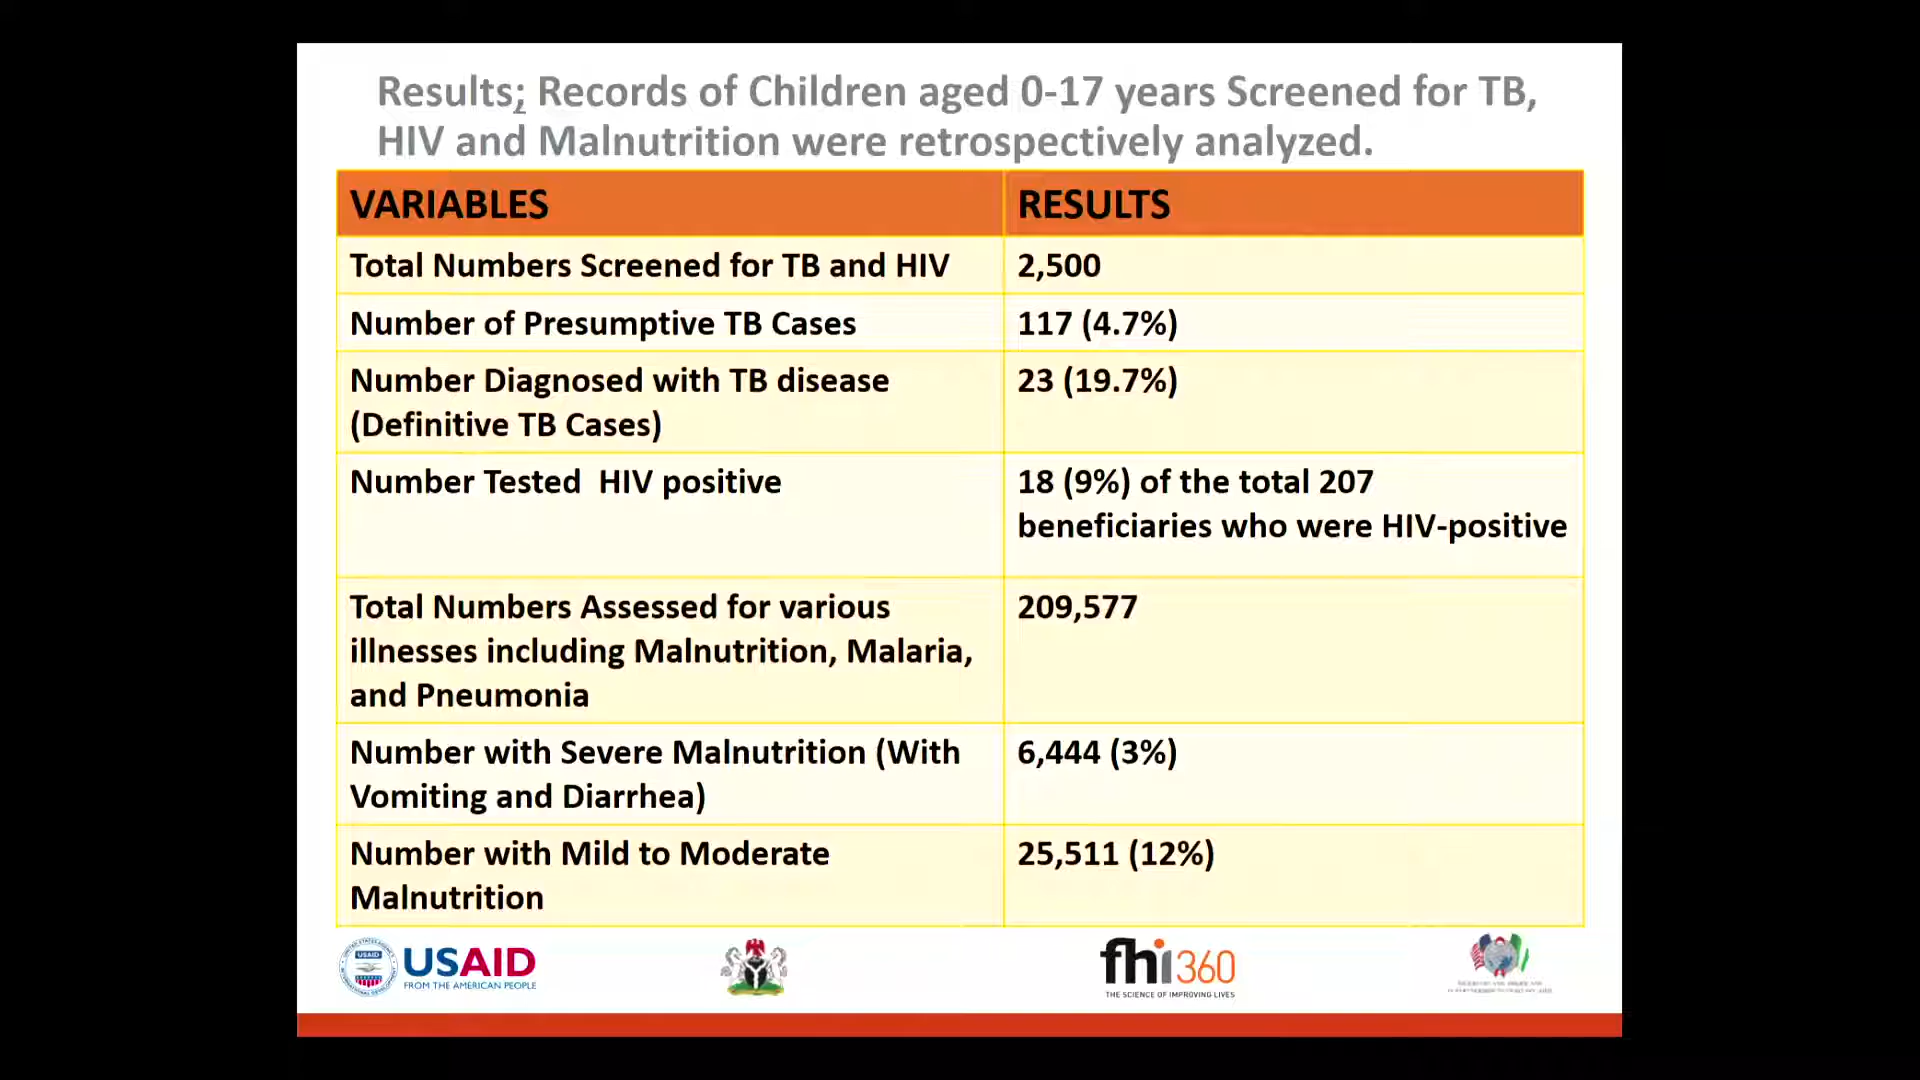 Results; Records of Children aged 0-17 years Screened for TB,
HIV and Malnutrition were retrospectively analyzed.
VARIABLES
RESULTS
Total Numbers Screened for TB and HIV
2,500
Number of Presumptive TB Cases
117 (4.7%)
Number Diagnosed with TB disease
(Definitive TB Cases)
23 (19.7%)
Number Tested  HIV positive
18 (9%) of the total 207
beneficiaries who were HIV-positive
Total Numbers Assessed for various
illnesses including Malnutrition, Malaria,
and Pneumonia
209,577
Number with Severe Malnutrition (With
Vomiting and Diarrhea)
6,444 (3%)
Number with Mild to Moderate
Malnutrition
25,511 (12%)
USAID
USAID
FROM THE AMERICAN PEOPLE
fhi360
THE SCIENCE OF IMPROVING LIVES